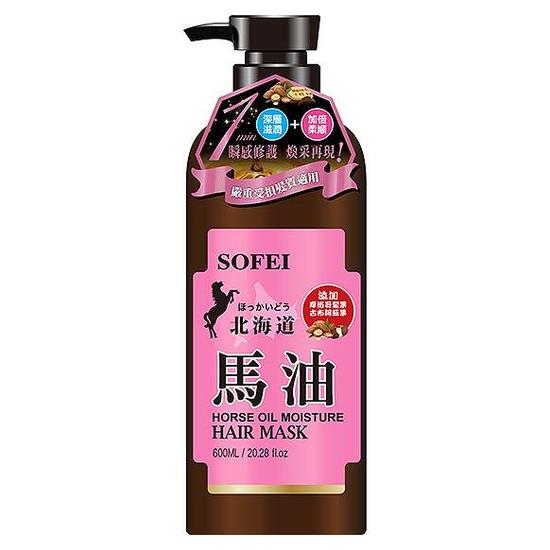 1 min
深層
滋潤
+
加倍
柔順
瞬感修護 煥采再現!
嚴重受損髮質適用
SOFEI
ほっかいどう
北海道
添加
摩洛哥堅果
古布阿蘇果
馬油
HORSE OIL MOISTURE
HAIR MASK
600ML / 20.28 fl.oz